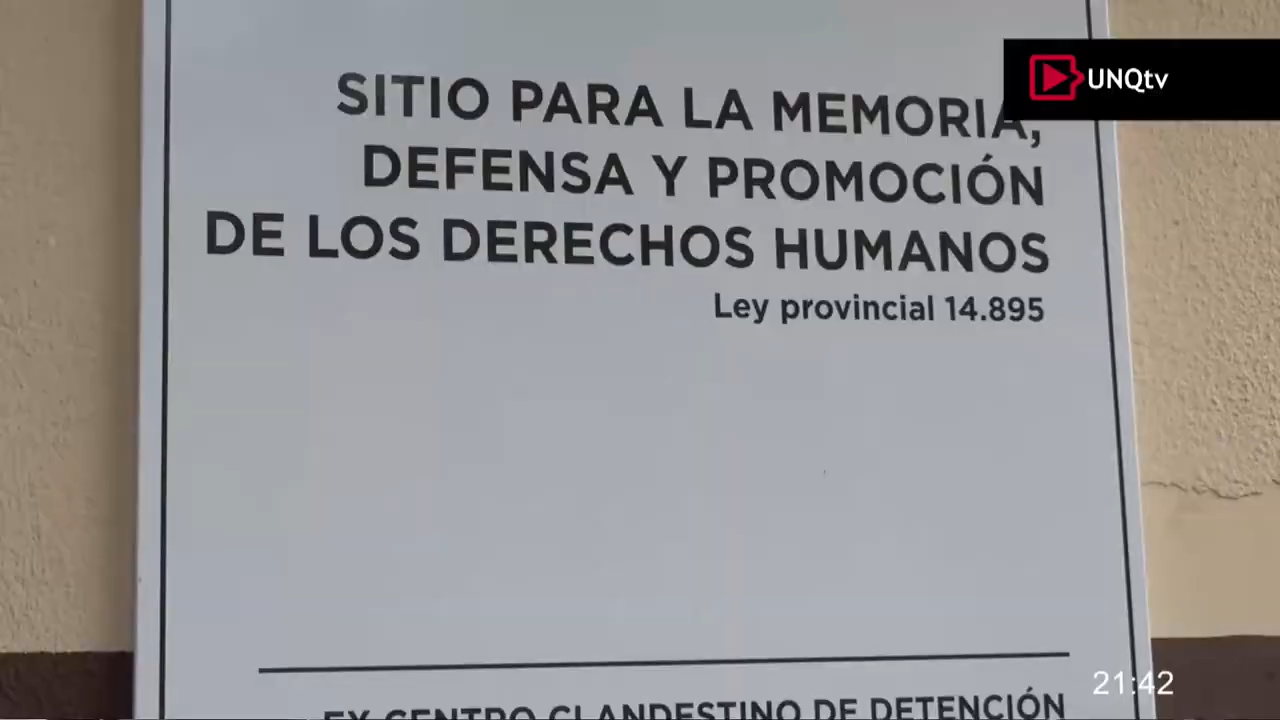 UNQtv
SITIO PARA LA MEMORIA,
DEFENSA Y PROMOCIÓN
DE LOS DERECHOS HUMANOS
Ley provincial 14.895
21:42
EX CENTRO CLANDESTINO DE DETENCIÓN